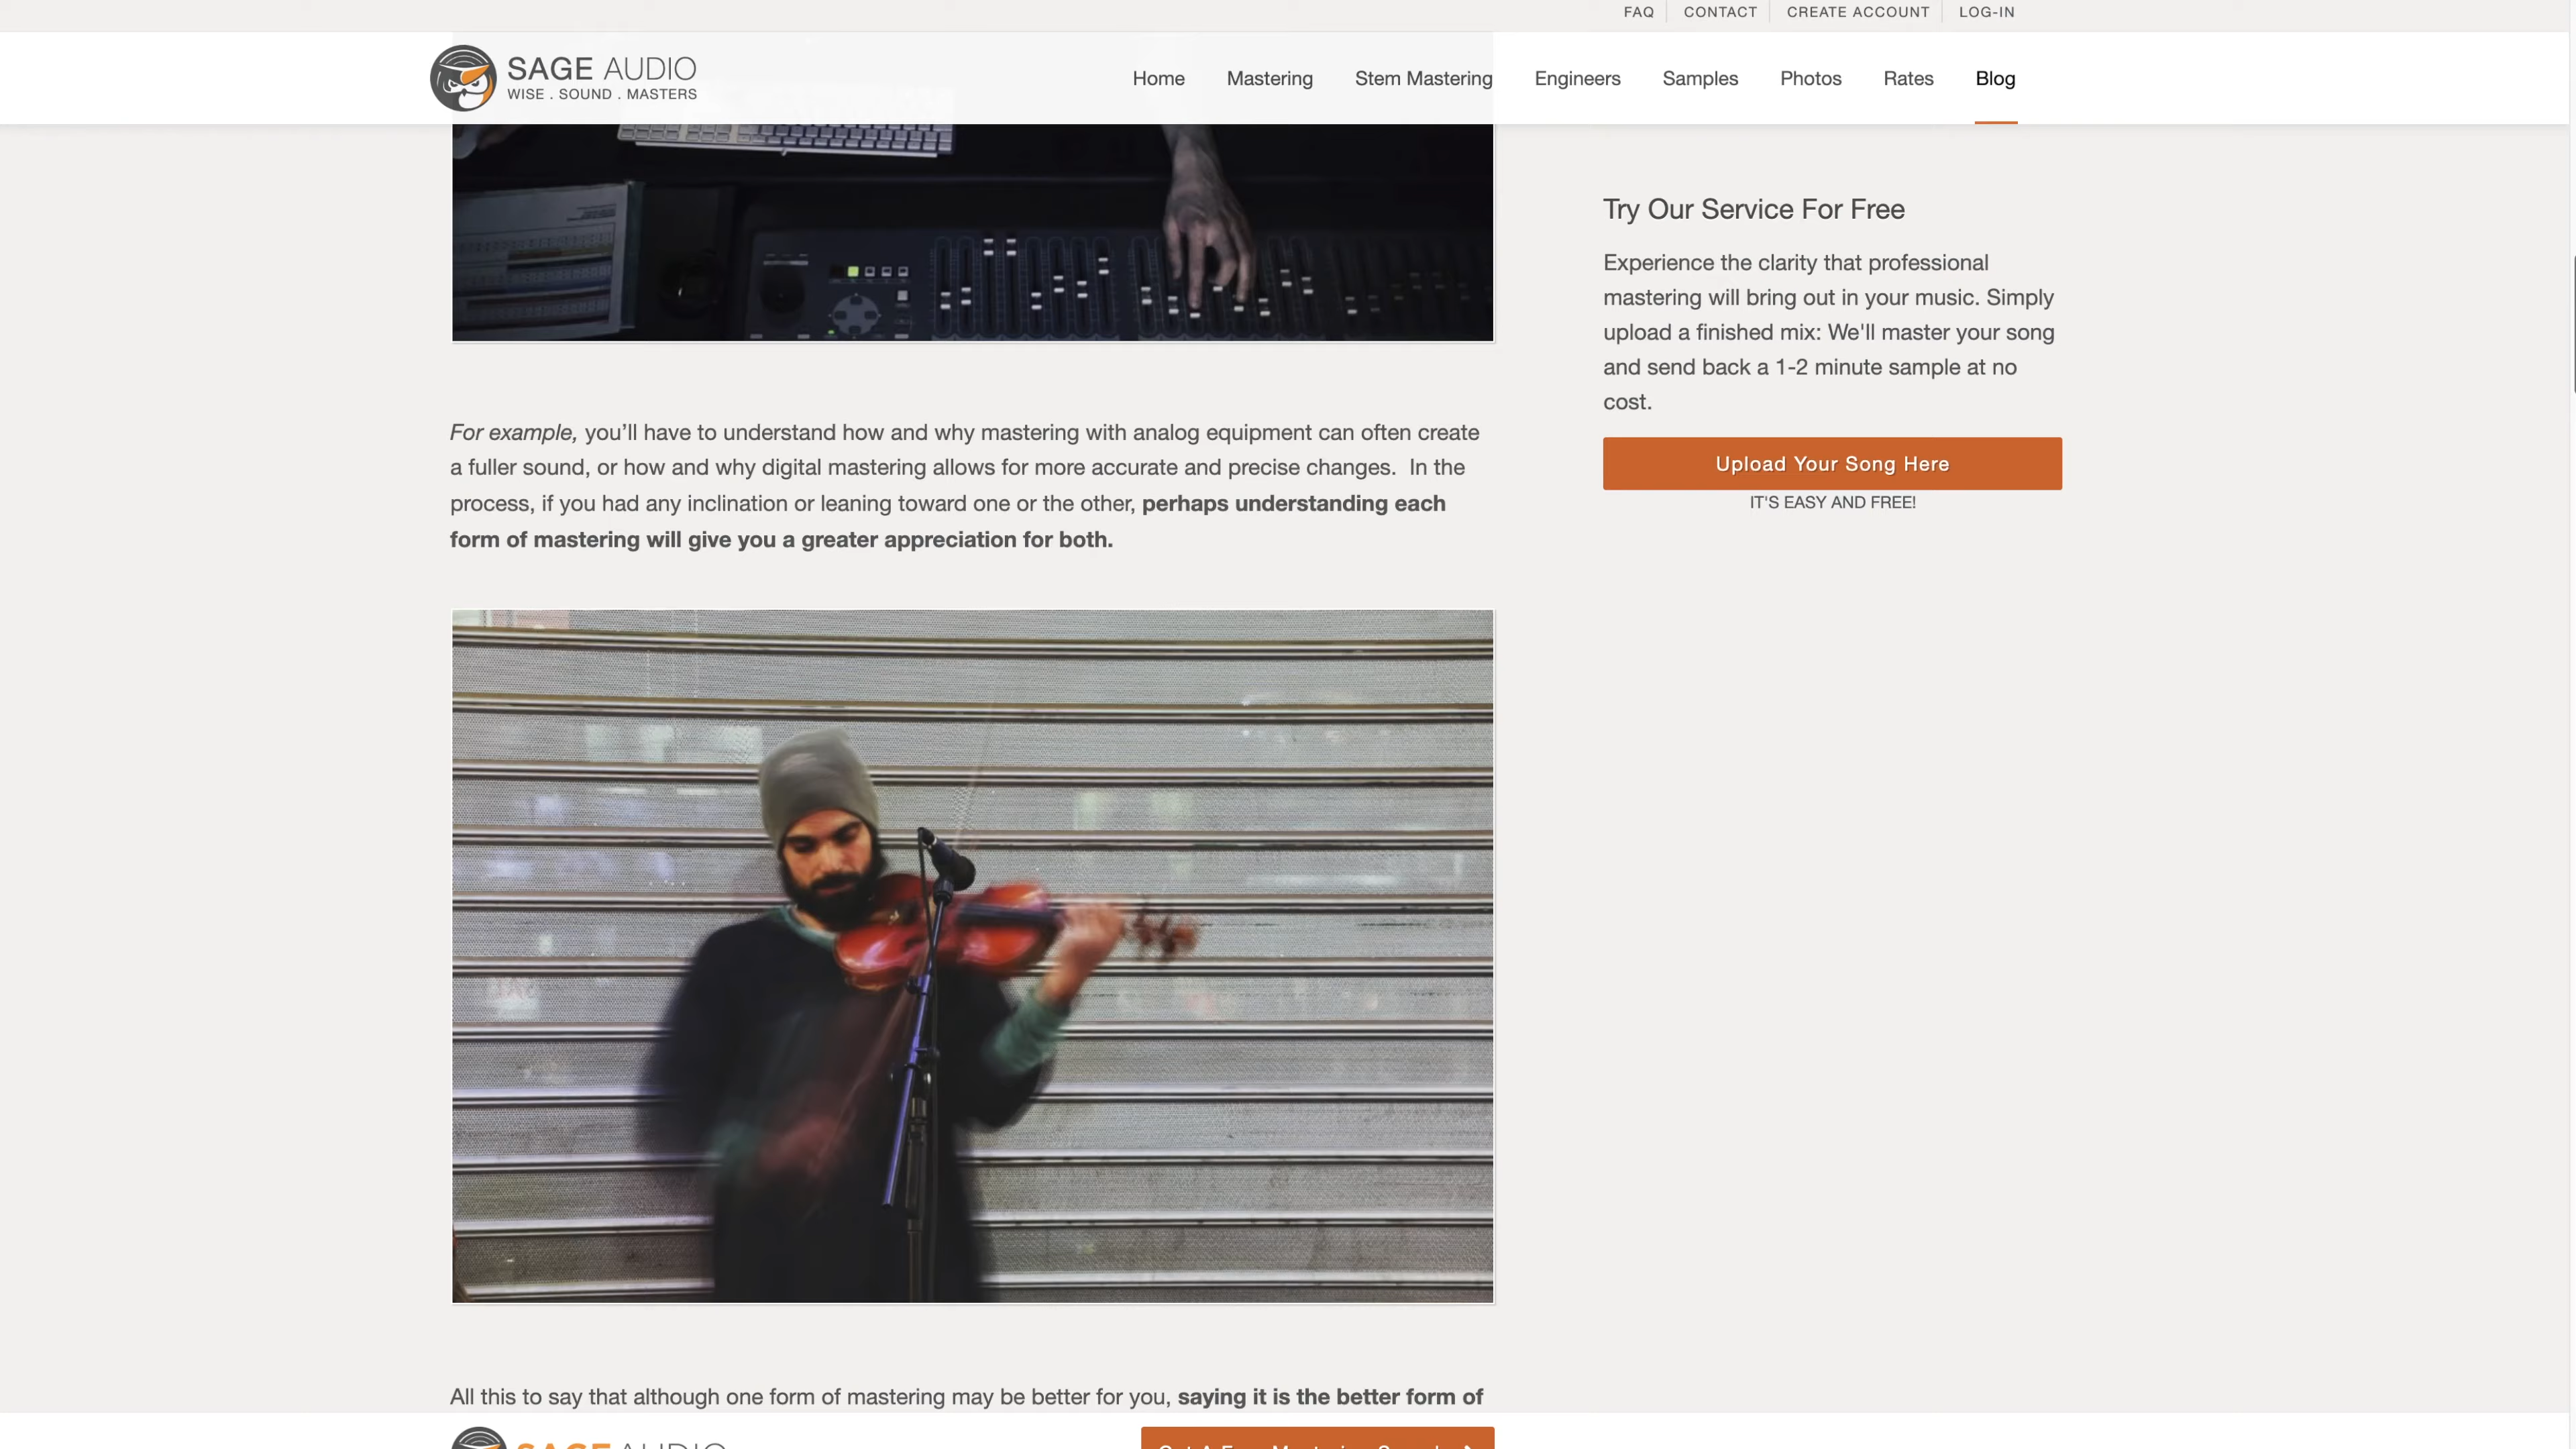 FAQ CONTACT CREATE ACCOUNT LOG-IN
SAGE AUDIO
WISE . SOUND . MASTERS
Home Mastering Stem Mastering Engineers Samples Photos Rates Blog
Try Our Service For Free
Experience the clarity that professional
mastering will bring out in your music. Simply
upload a finished mix: We'll master your song
and send back a 1-2 minute sample at no
cost.
Upload Your Song Here
IT'S EASY AND FREE!
For example, you’ll have to understand how and why mastering with analog equipment can often create
a fuller sound, or how and why digital mastering allows for more accurate and precise changes.  In the
process, if you had any inclination or leaning toward one or the other, perhaps understanding each
form of mastering will give you a greater appreciation for both.
All this to say that although one form of mastering may be better for you, saying it is the better form of
SAGE AUDIO
Get A Free Mastering Sample